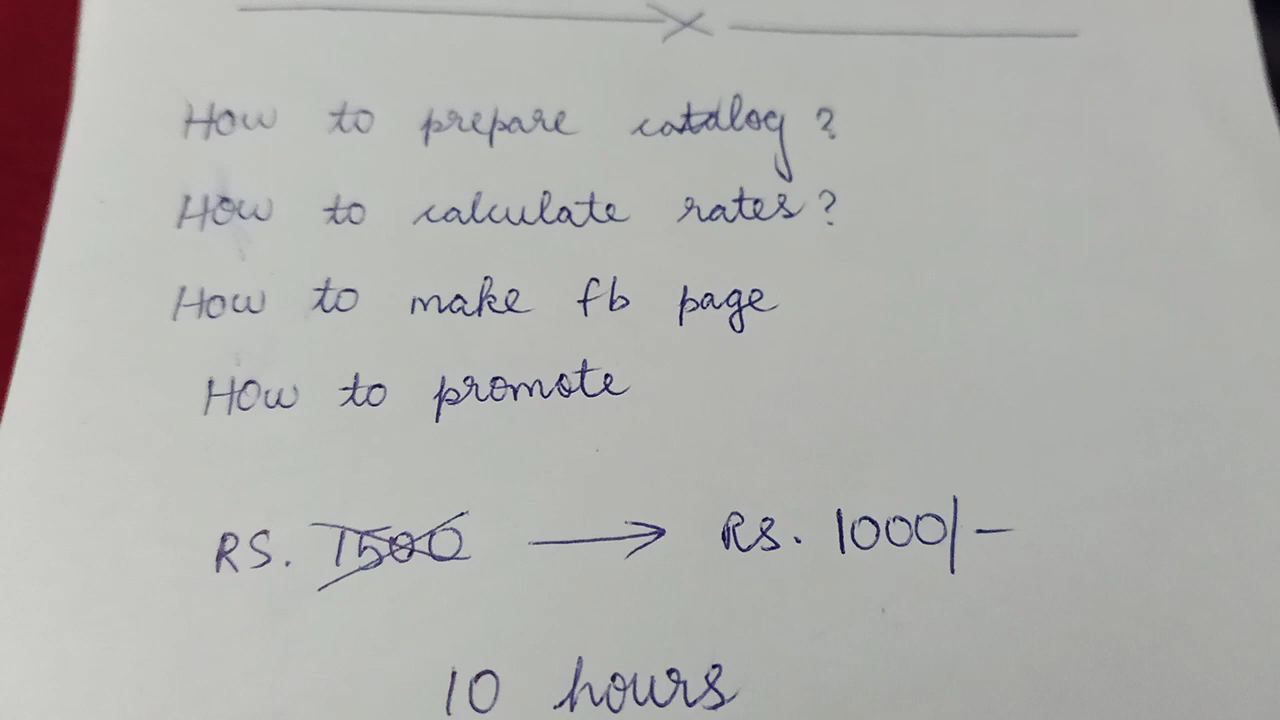 How to prepare catalog ?
How to calculate rates ?
How to make fb page
How to promote
RS. 1500 → RS. 1000/-
10 hours